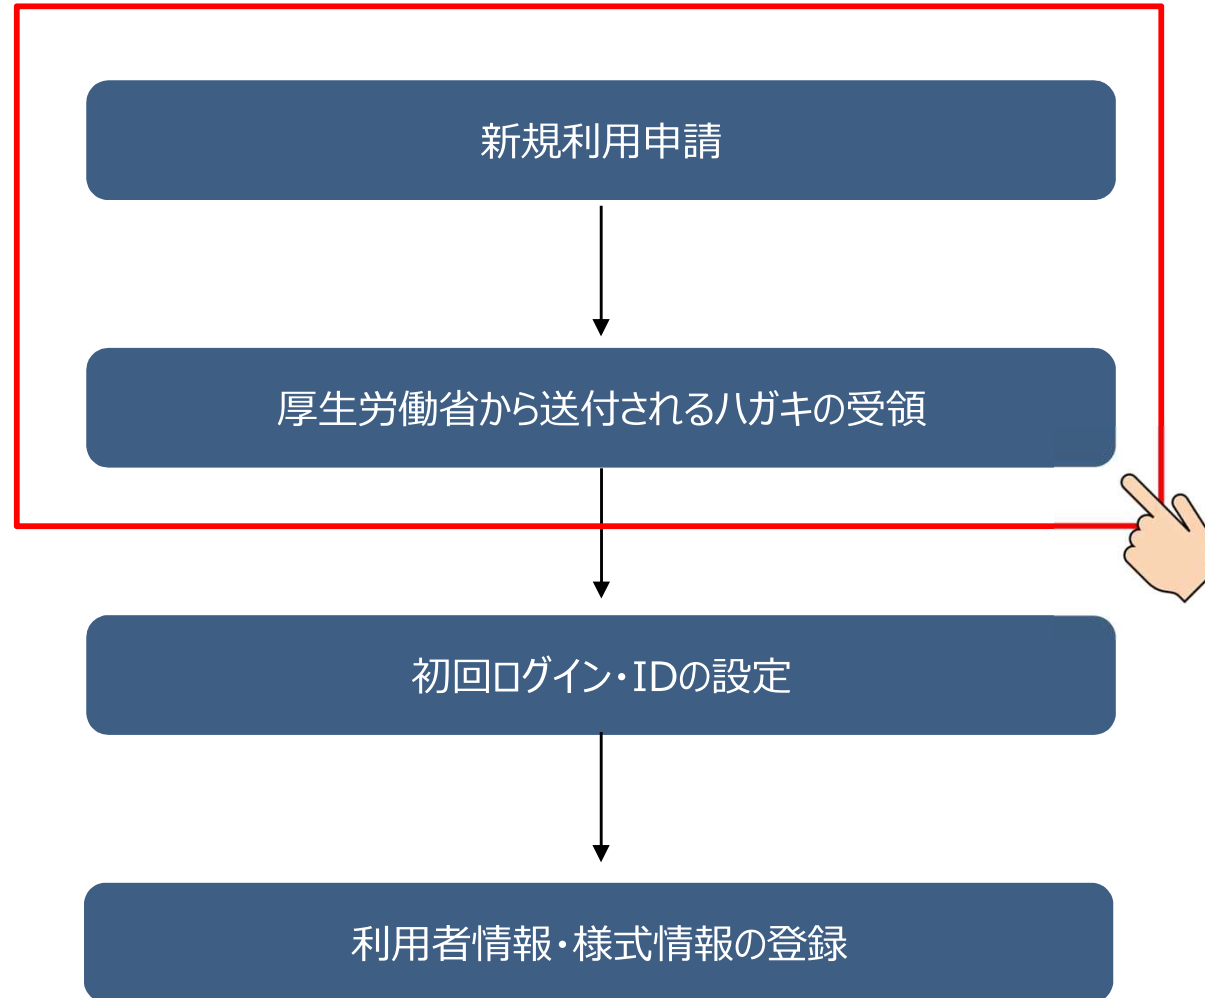 新規利用申請
厚生労働省から送付されるハガキの受領
初回ログイン・IDの設定
利用者情報・様式情報の登録